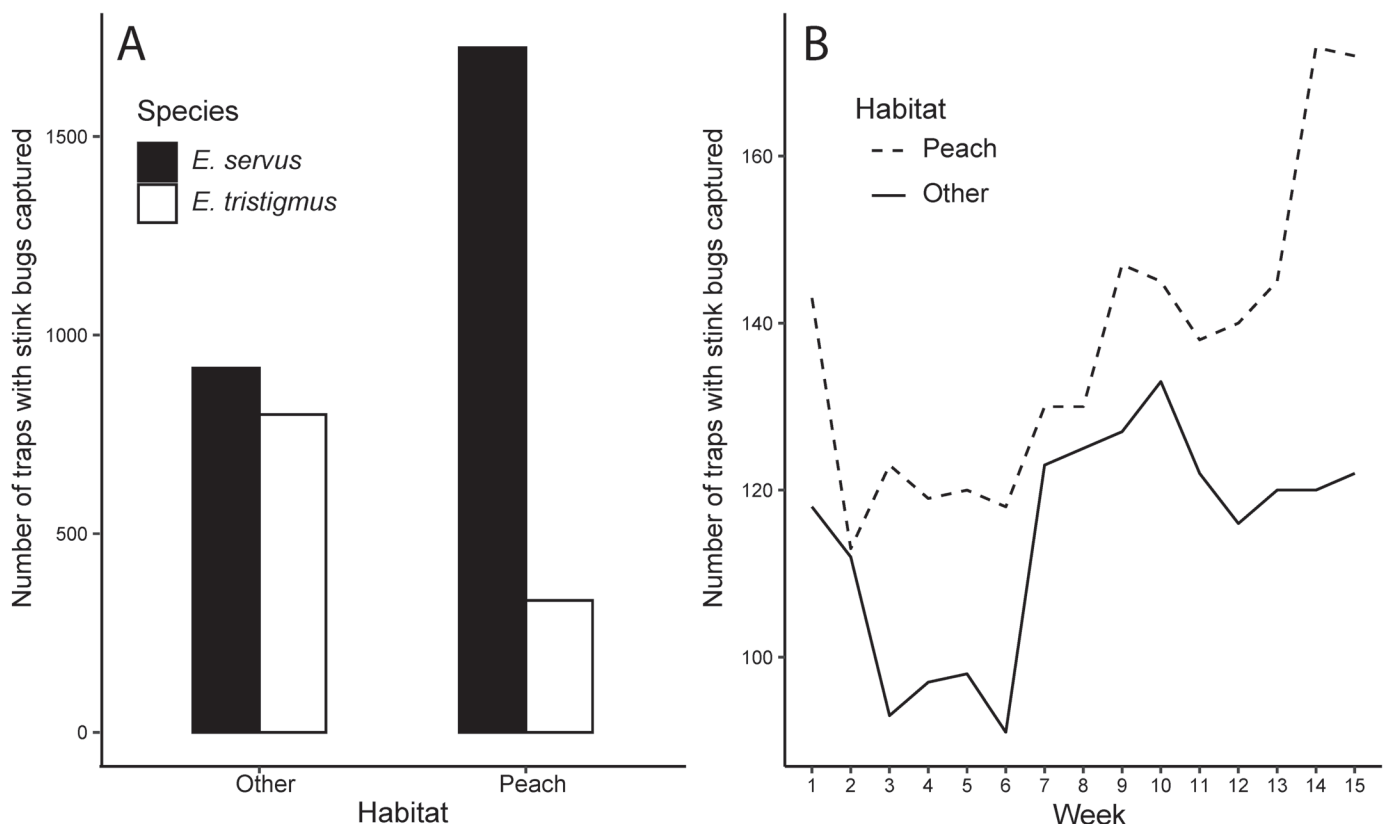 A
Species
E. servus
E. tristigmus
Number of traps with stink bugs captured
1500
1000
500
0
Other Peach
Habitat
B
Habitat
Peach
Other
Number of traps with stink bugs captured
160
140
120
100
1 2 3 4 5 6 7 8 9 10 11 12 13 14 15
Week